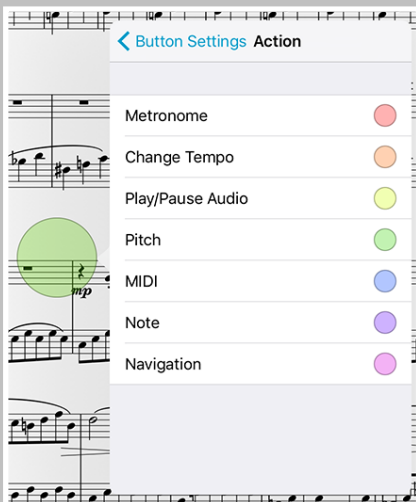 Button Settings Action
Metronome
Change Tempo
Play/Pause Audio
Pitch
mp
MIDI
Note
Navigation